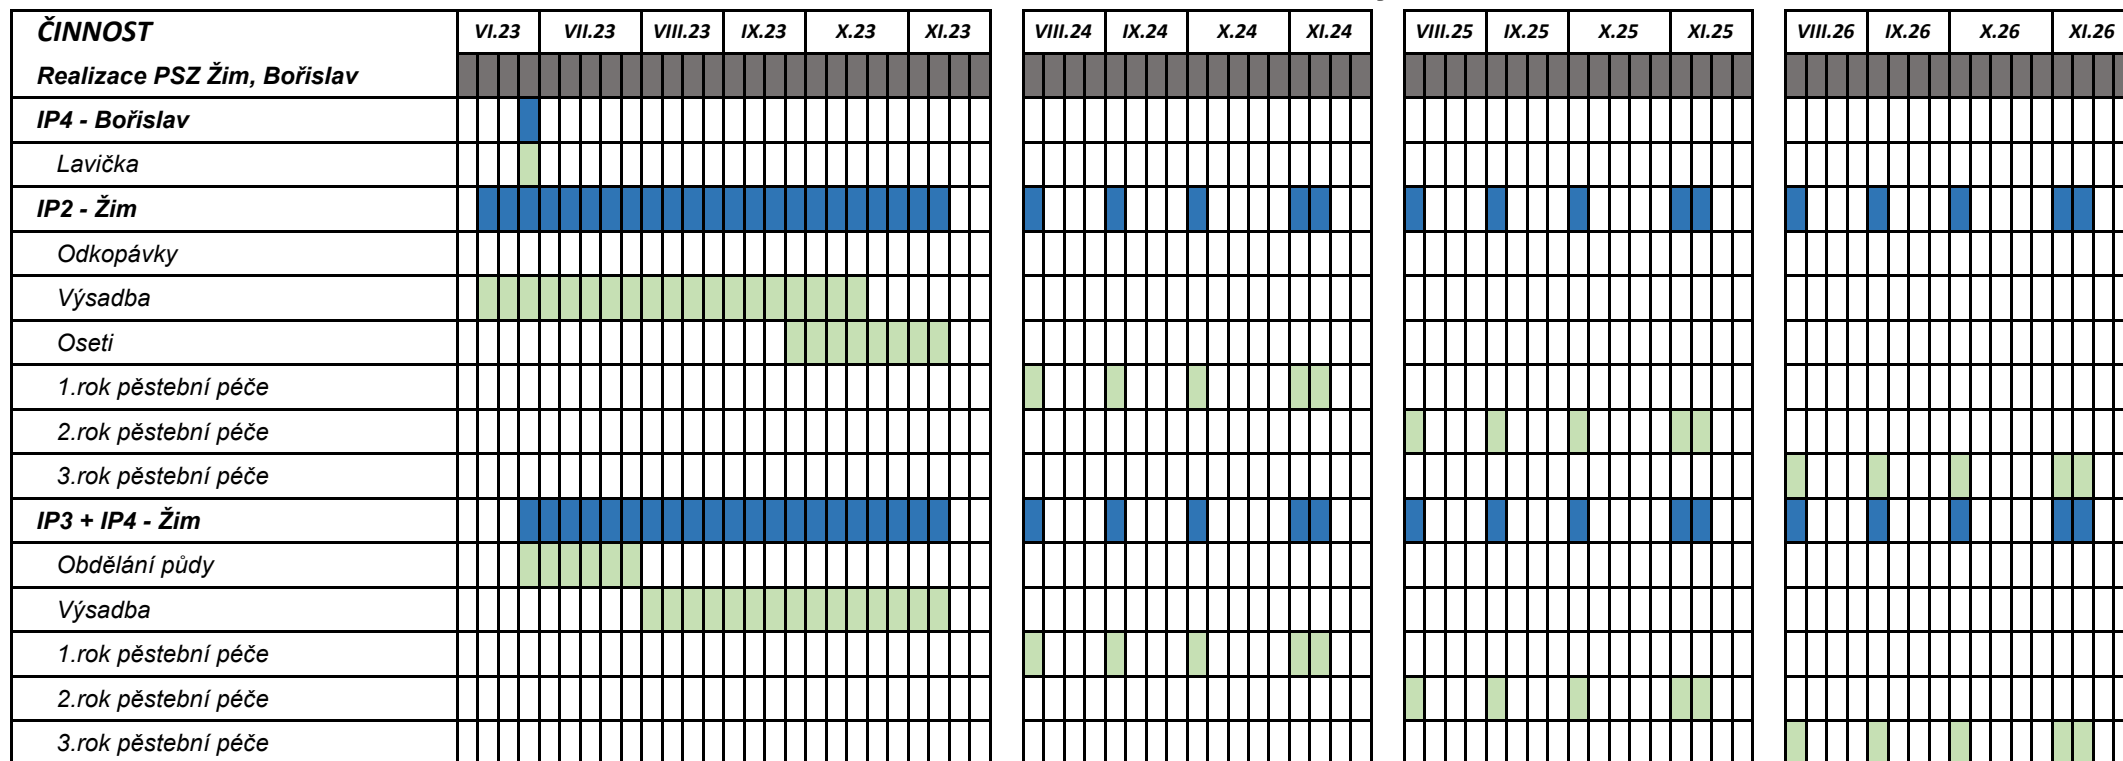 ČINNOST VI.23 VII.23 VIII.23 IX.23 X.23 XI.23 VIII.24 IX.24 X.24 XI.24 VIII.25 IX.25 X.25 XI.25 VIII.26 IX.26 X.26 XI.26
Realizace PSZ Žim, Bořislav
IP4 - Bořislav
Lavička
IP2 - Žim
Odkopávky
Výsadba
Oseti
1.rok pěstební péče
2.rok pěstební péče
3.rok pěstební péče
IP3 + IP4 - Žim
Obdělání půdy
Výsadba
1.rok pěstební péče
2.rok pěstební péče
3.rok pěstební péče